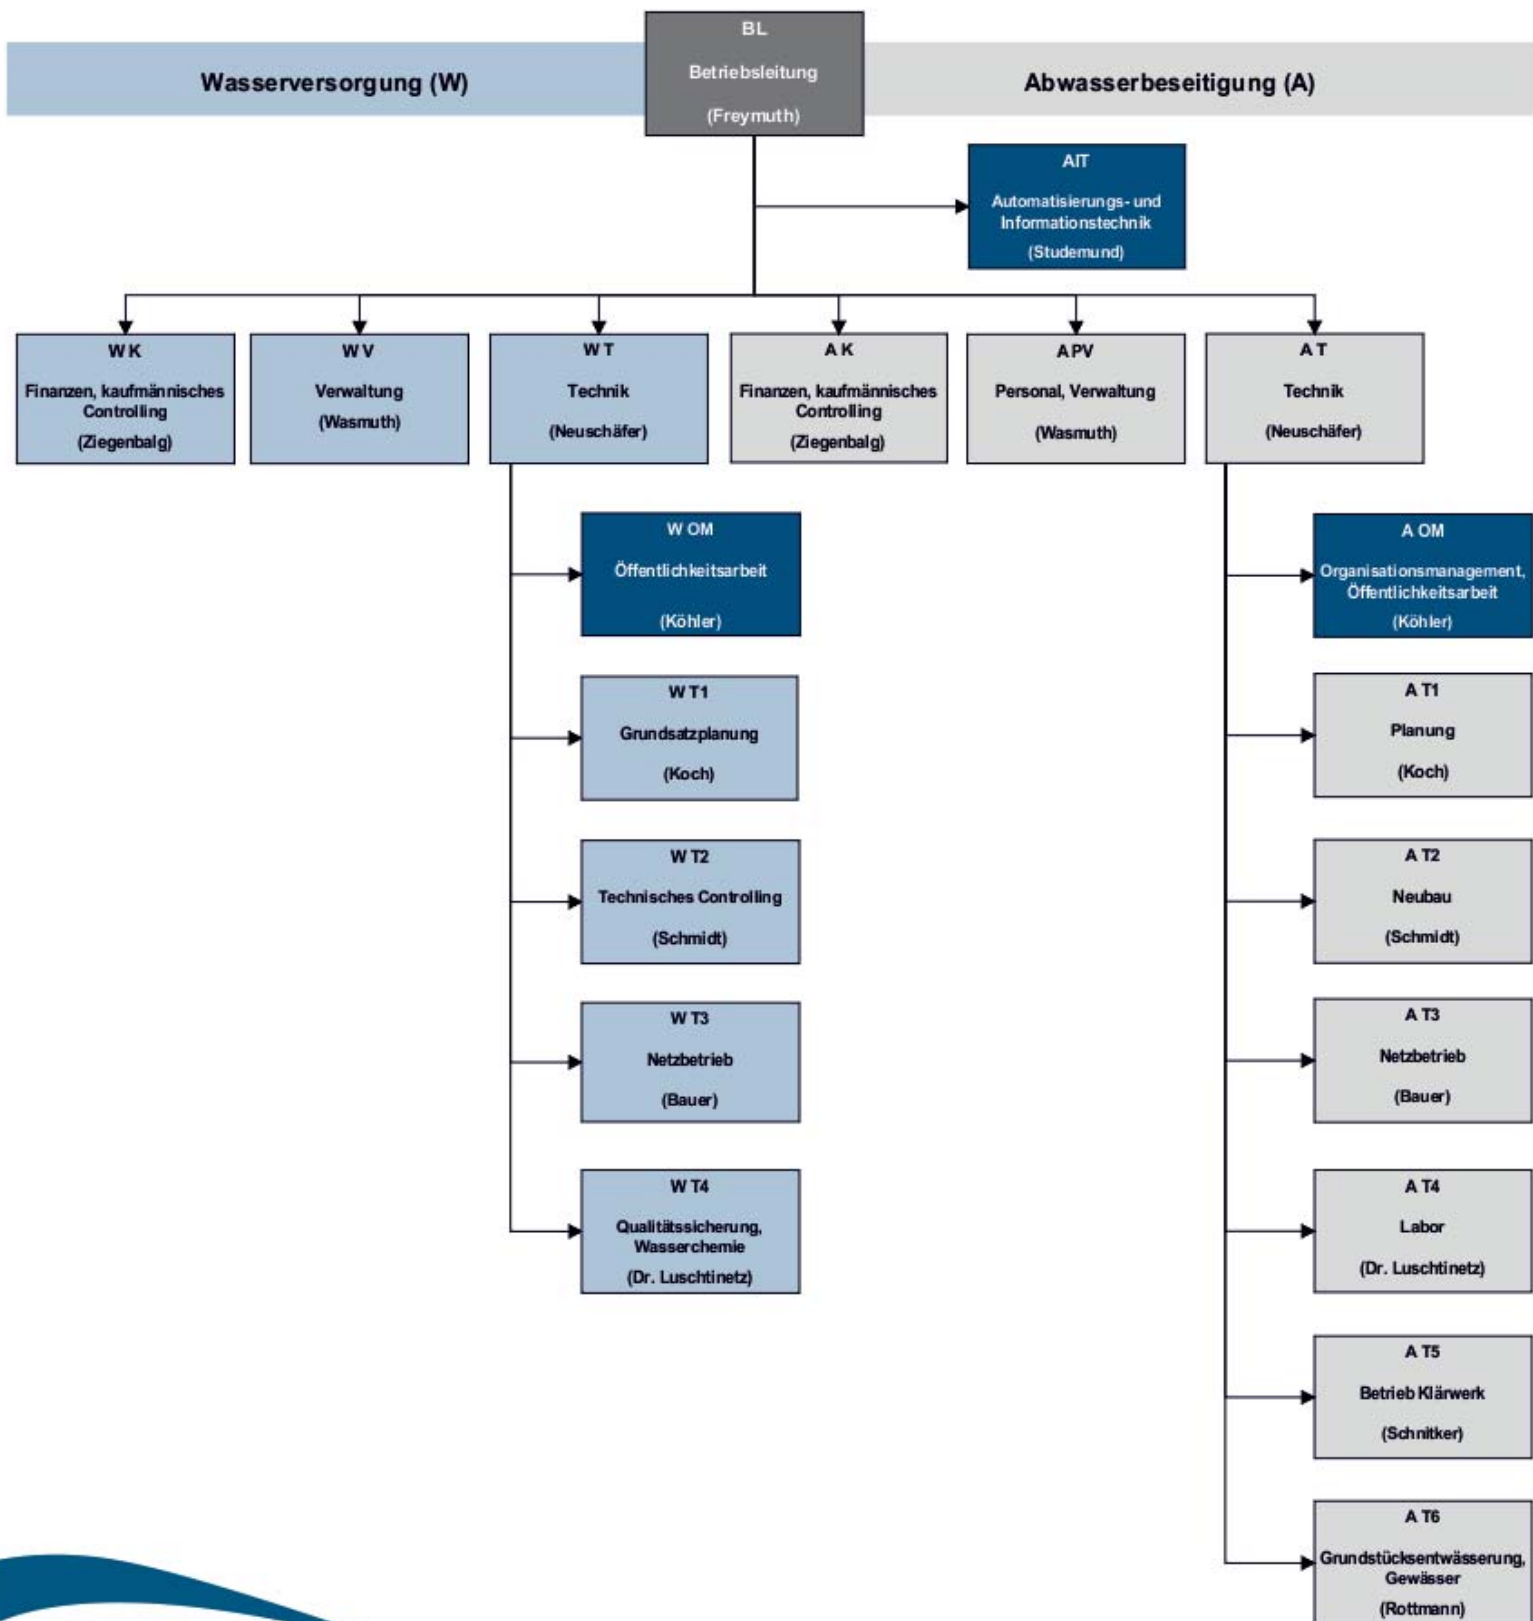 Wasserversorgung (W)
BL
Betriebsleitung
(Freymuth)
Abwasserbeseitigung (A)
AIT
Automatisierungs- und
Informationstechnik
(Studemund)
W K
Finanzen, kaufmännisches
Controlling
(Ziegenbalg)
W V
Verwaltung
(Wasmuth)
W T
Technik
(Neuschäfer)
A K
Finanzen, kaufmännisches
Controlling
(Ziegenbalg)
APV
Personal, Verwaltung
(Wasmuth)
A T
Technik
(Neuschäfer)
W OM
Öffentlichkeitsarbeit
(Köhler)
W T1
Grundsatzplanung
(Koch)
W T2
Technisches Controlling
(Schmidt)
W T3
Netzbetrieb
(Bauer)
W T4
Qualitätssicherung,
Wasserchemie
(Dr. Luschtinetz)
A OM
Organisationsmanagement,
Öffentlichkeitsarbeit
(Köhler)
A T1
Planung
(Koch)
A T2
Neubau
(Schmidt)
A T3
Netzbetrieb
(Bauer)
A T4
Labor
(Dr. Luschtinetz)
A T5
Betrieb Klärwerk
(Schnitker)
A T6
Grundstücksentwässerung,
Gewässer
(Rottmann)